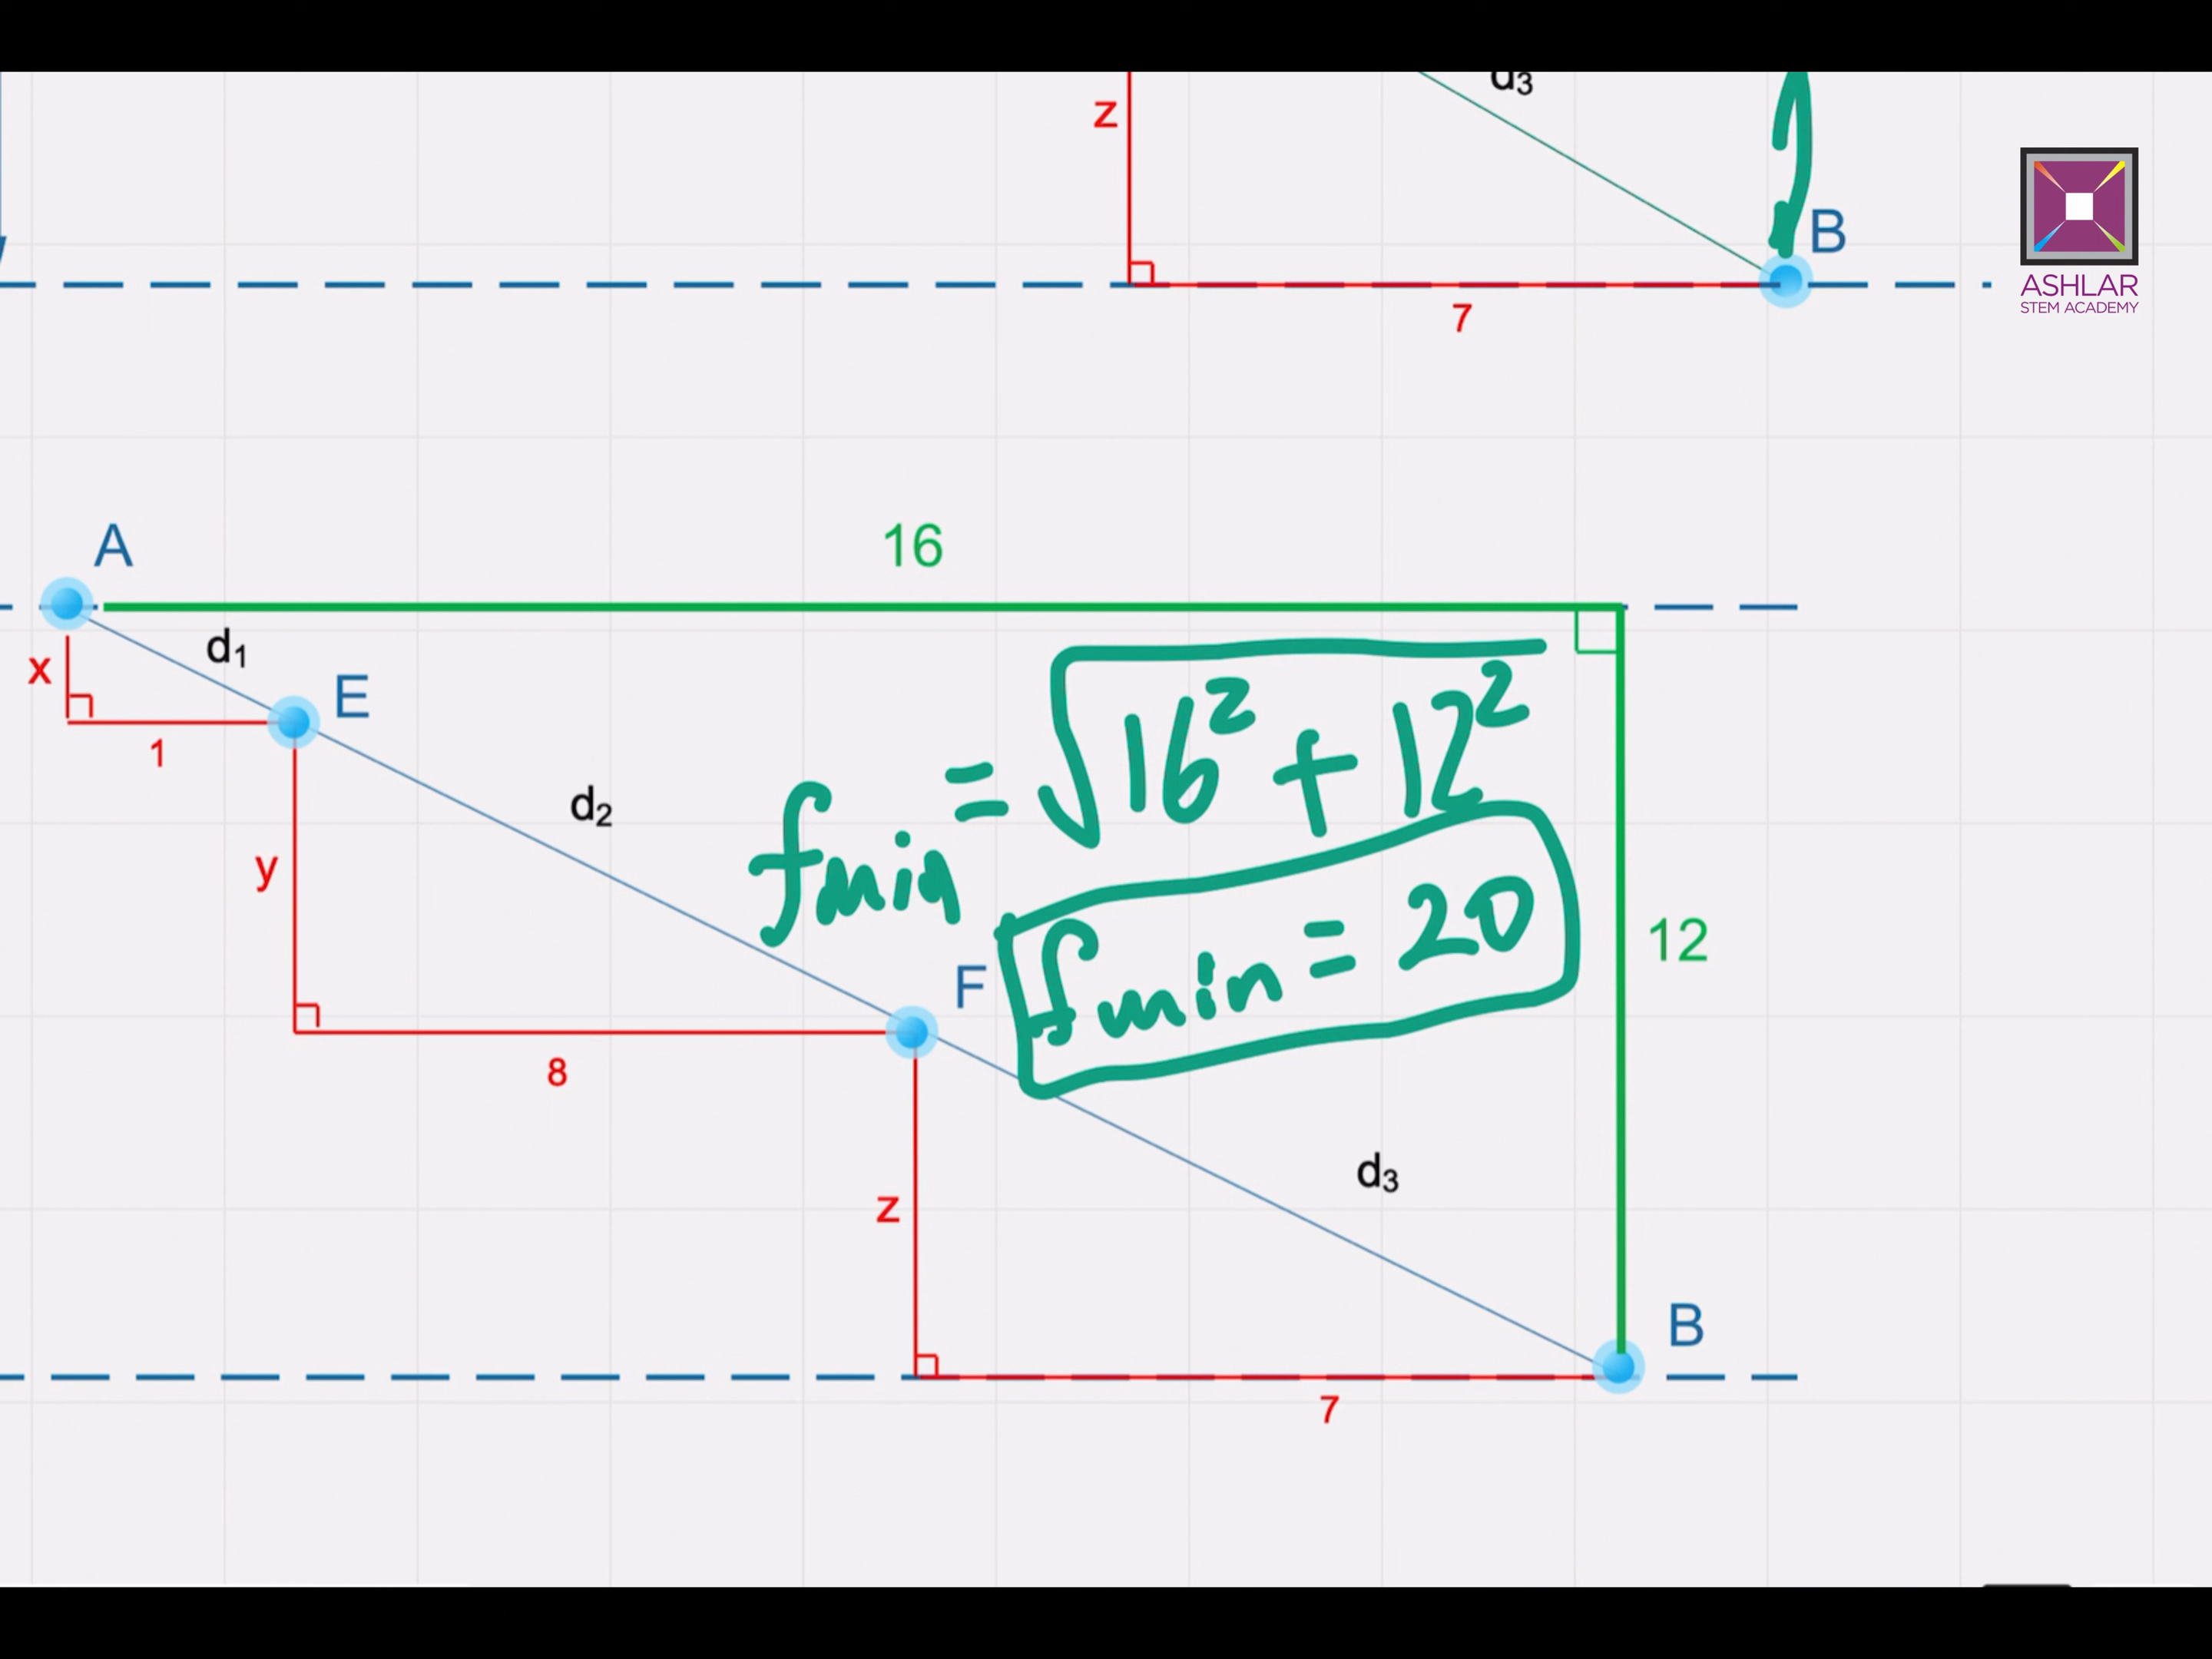 d₃
z
B
ASHLAR
STEM ACADEMY
7
A
16
d₁
x
E
1
fmin = √16² + 12²
d₂
y
fmin = 20
12
F
8
d₃
z
B
7